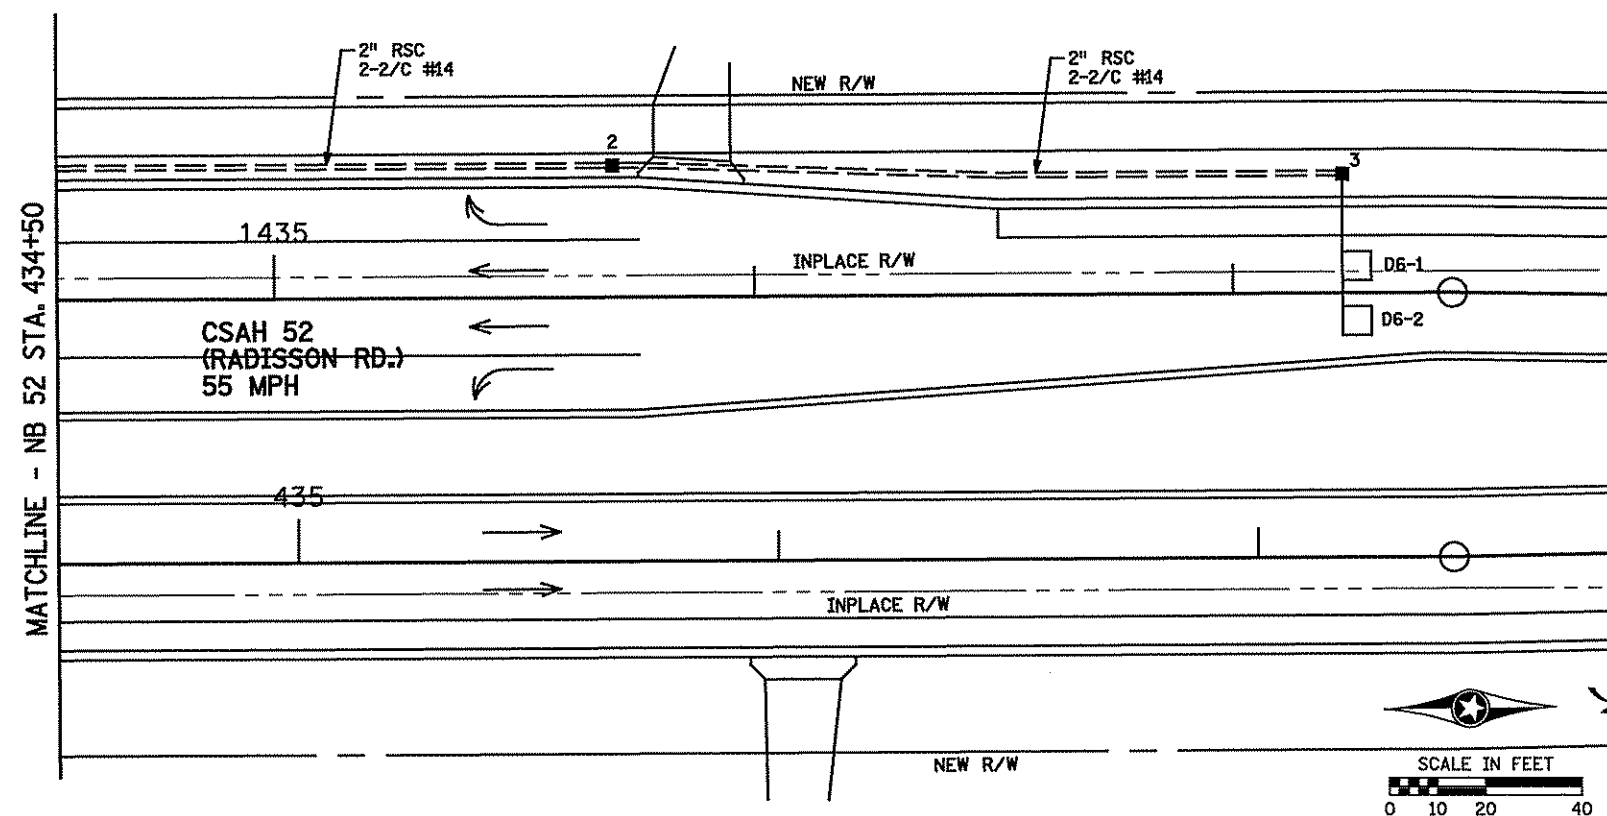 2" RSC
2-2/C #14
2" RSC
2-2/C #14
NEW R/W
2
3
1435
INPLACE R/W
D6-1
D6-2
CSAH 52
(RADISSON RD.)
55 MPH
MATCHLINE - NB 52 STA. 434+50
435
INPLACE R/W
NEW R/W
SCALE IN FEET
0 10 20 40